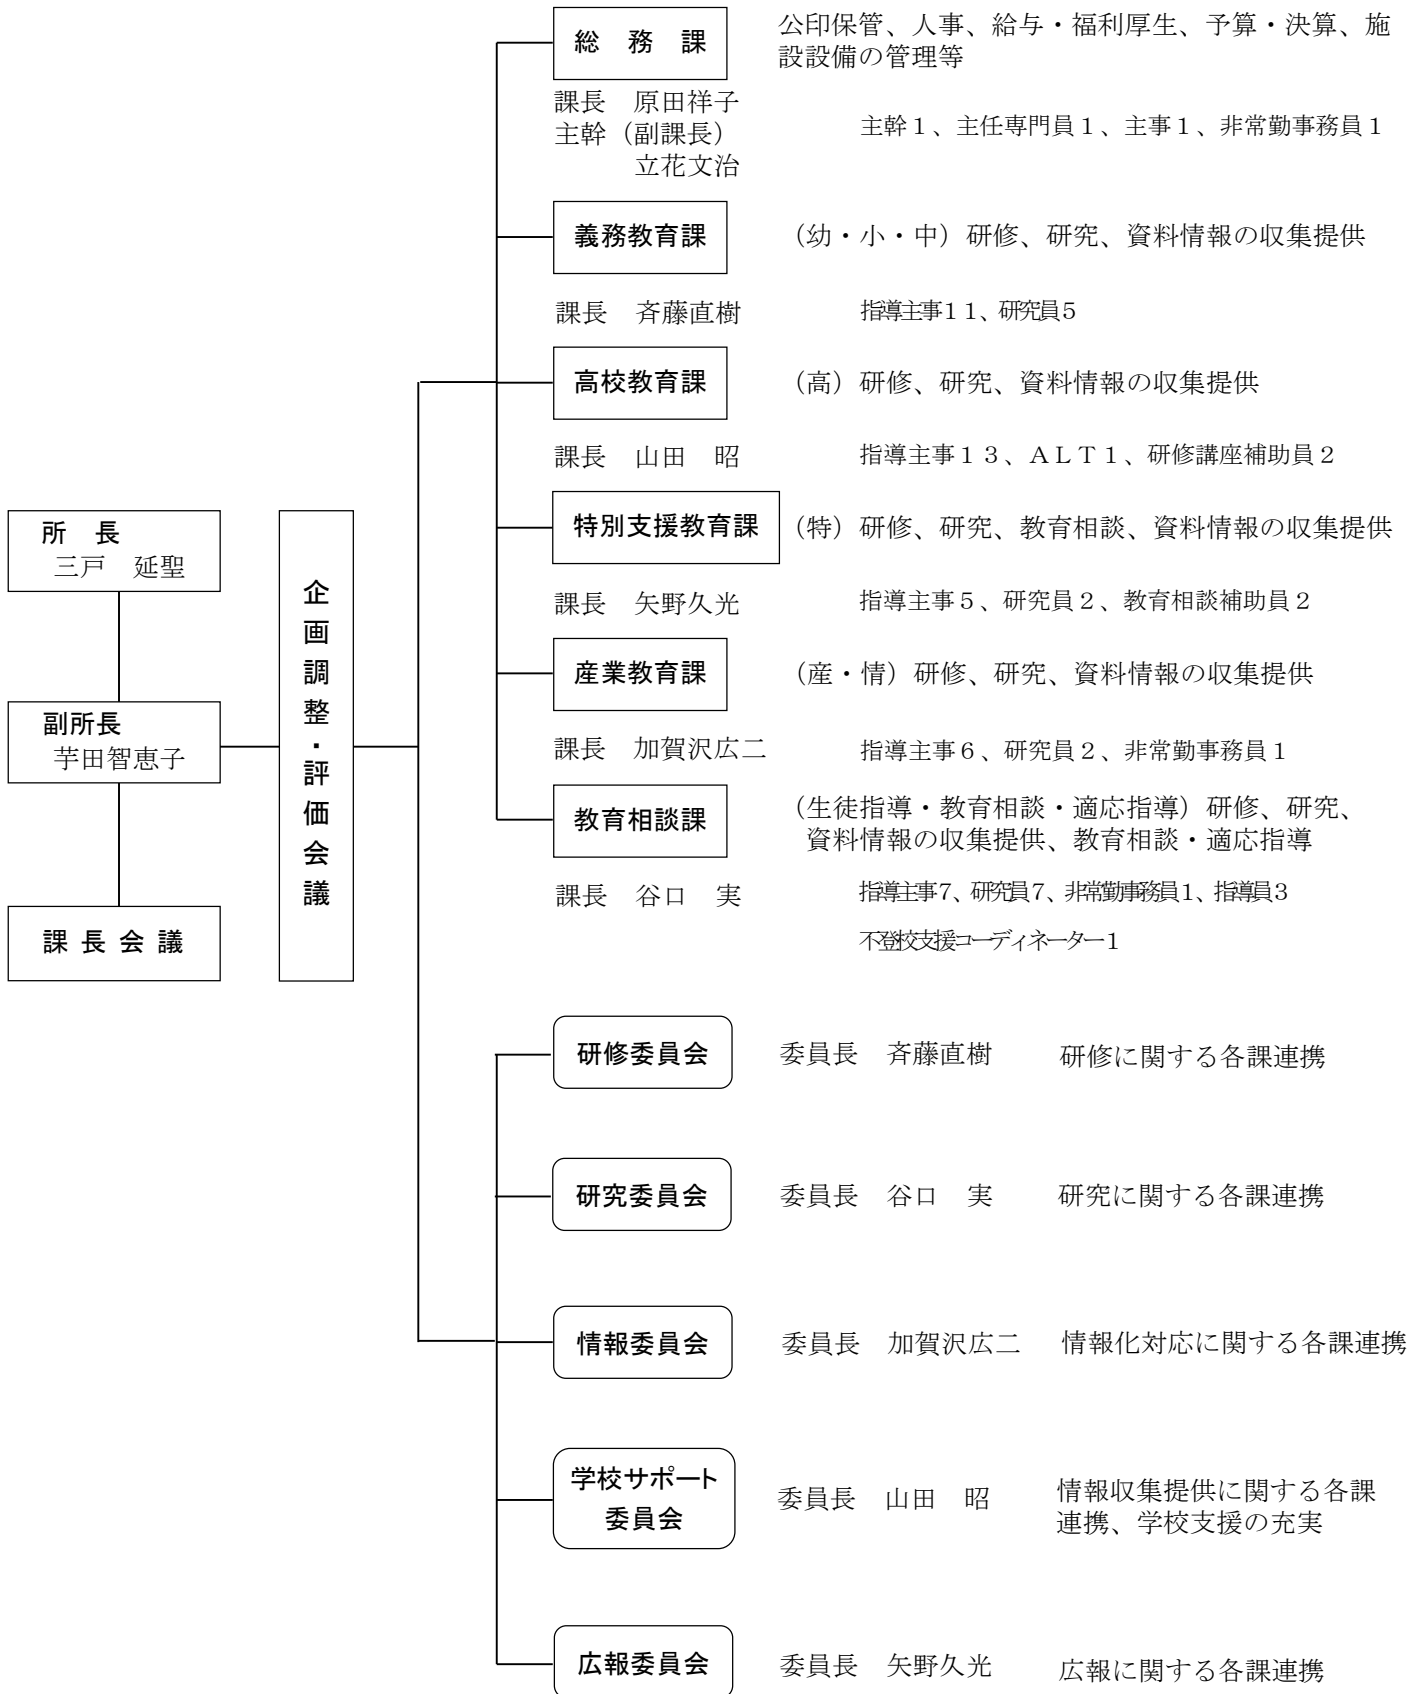 総　務　課
公印保管、人事、給与・福利厚生、予算・決算、施
設設備の管理等
課長　原田祥子
主幹（副課長）
立花文治
主幹１、主任専門員１、主事１、非常勤事務員１
義務教育課
（幼・小・中）研修、研究、資料情報の収集提供
課長　斉藤直樹
指導主事１１、研究員５
高校教育課
（高）研修、研究、資料情報の収集提供
課長　山田　昭
指導主事１３、ＡＬＴ１、研修講座補助員２
特別支援教育課
（特）研修、研究、教育相談、資料情報の収集提供
課長　矢野久光
指導主事５、研究員２、教育相談補助員２
産業教育課
（産・情）研修、研究、資料情報の収集提供
課長　加賀沢広二
指導主事６、研究員２、非常勤事務員１
教育相談課
（生徒指導・教育相談・適応指導）研修、研究、
資料情報の収集提供、教育相談・適応指導
課長　谷口　実
指導主事７、研究員７、非常勤事務員１、指導員３
不登校支援コーディネーター１
所　長
三戸　延聖
副所長
芋田智恵子
課長会議
企画調整・評価会議
研修委員会
委員長　斉藤直樹
研修に関する各課連携
研究委員会
委員長　谷口　実
研究に関する各課連携
情報委員会
委員長　加賀沢広二
情報化対応に関する各課連携
学校サポート
委員会
委員長　山田　昭
情報収集提供に関する各課
連携、学校支援の充実
広報委員会
委員長　矢野久光
広報に関する各課連携